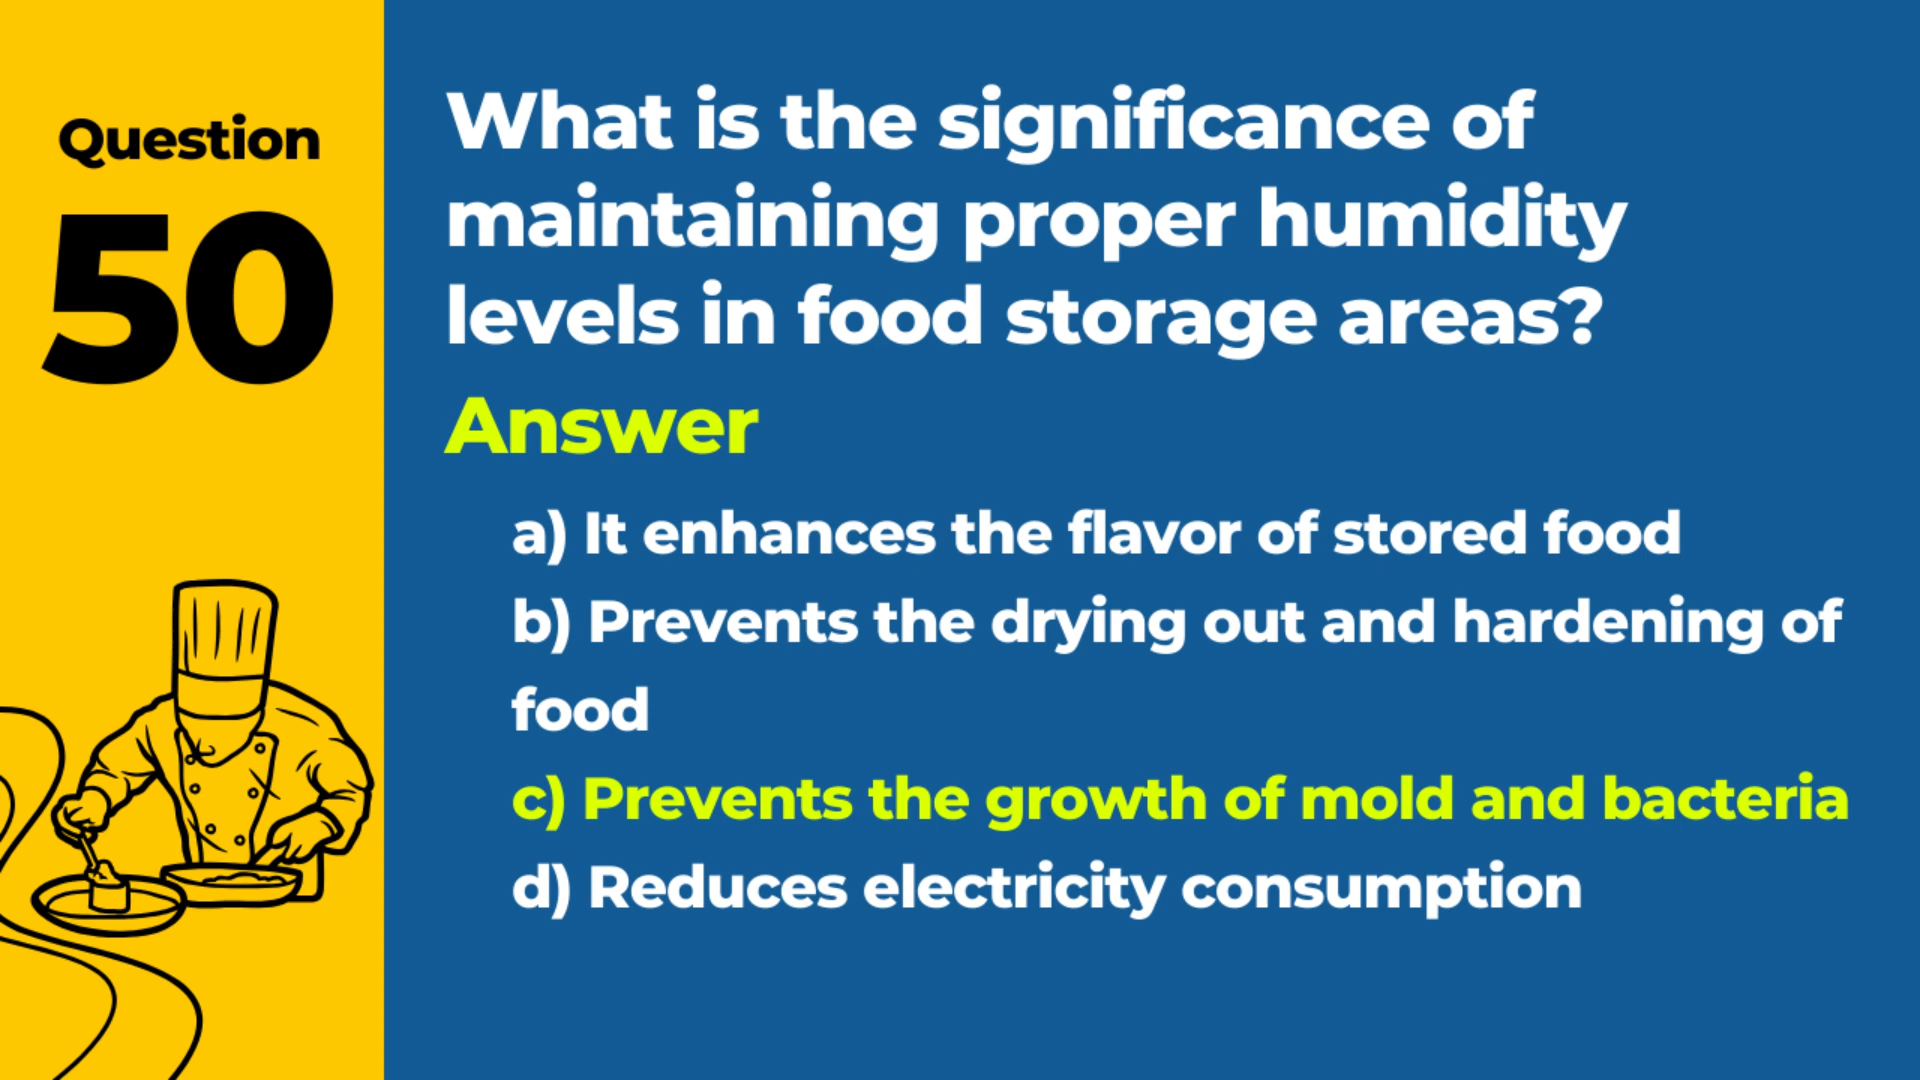 Question
50
What is the significance of
maintaining proper humidity
levels in food storage areas?
Answer
a) It enhances the flavor of stored food
b) Prevents the drying out and hardening of
food
c) Prevents the growth of mold and bacteria
d) Reduces electricity consumption